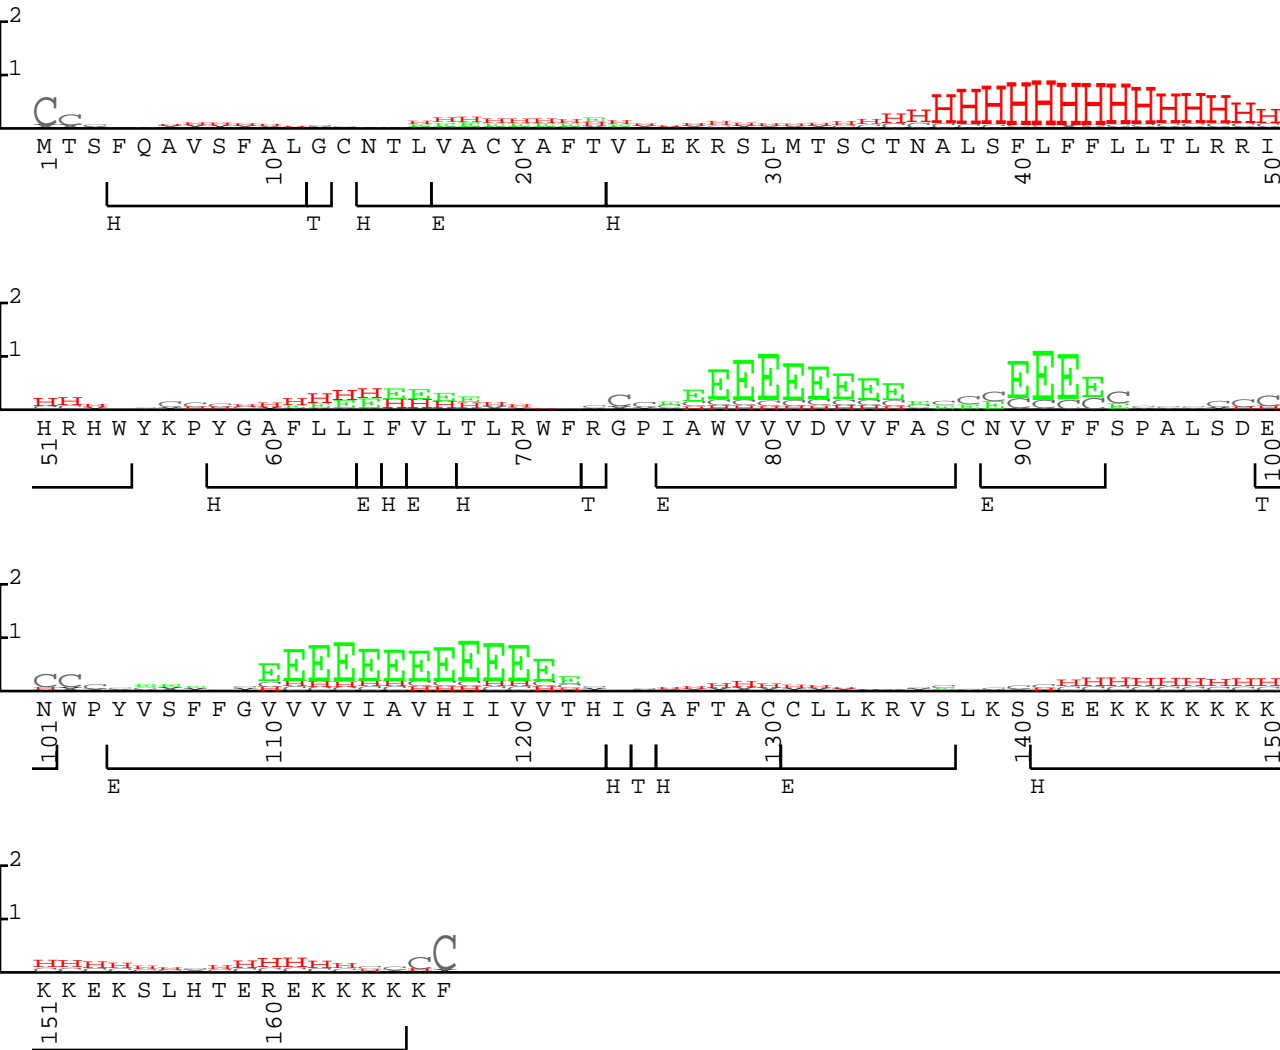 2
1
M T S F Q A V S F A L G C N T L V A C Y A F T V L E K R S L M T S C T N A L S F L F F L L T L R R I
1 10 20 30 40 50
H T H E H
2
1
H R H W Y K P Y G A F L L I F V L T L R W F R G P I A W V V V D V V F A S C N V V F F S P A L S D E
51 60 70 80 90 100
H E H E H T E E T
2
1
N W P Y V S F F G V V V V I A V H I I V V T H I G A F T A C C L L K R V S L K S S E E K K K K K K K
101 110 120 130 140 150
E H T H E H
2
1
K K E K S L H T E R E K K K K K F
151 160